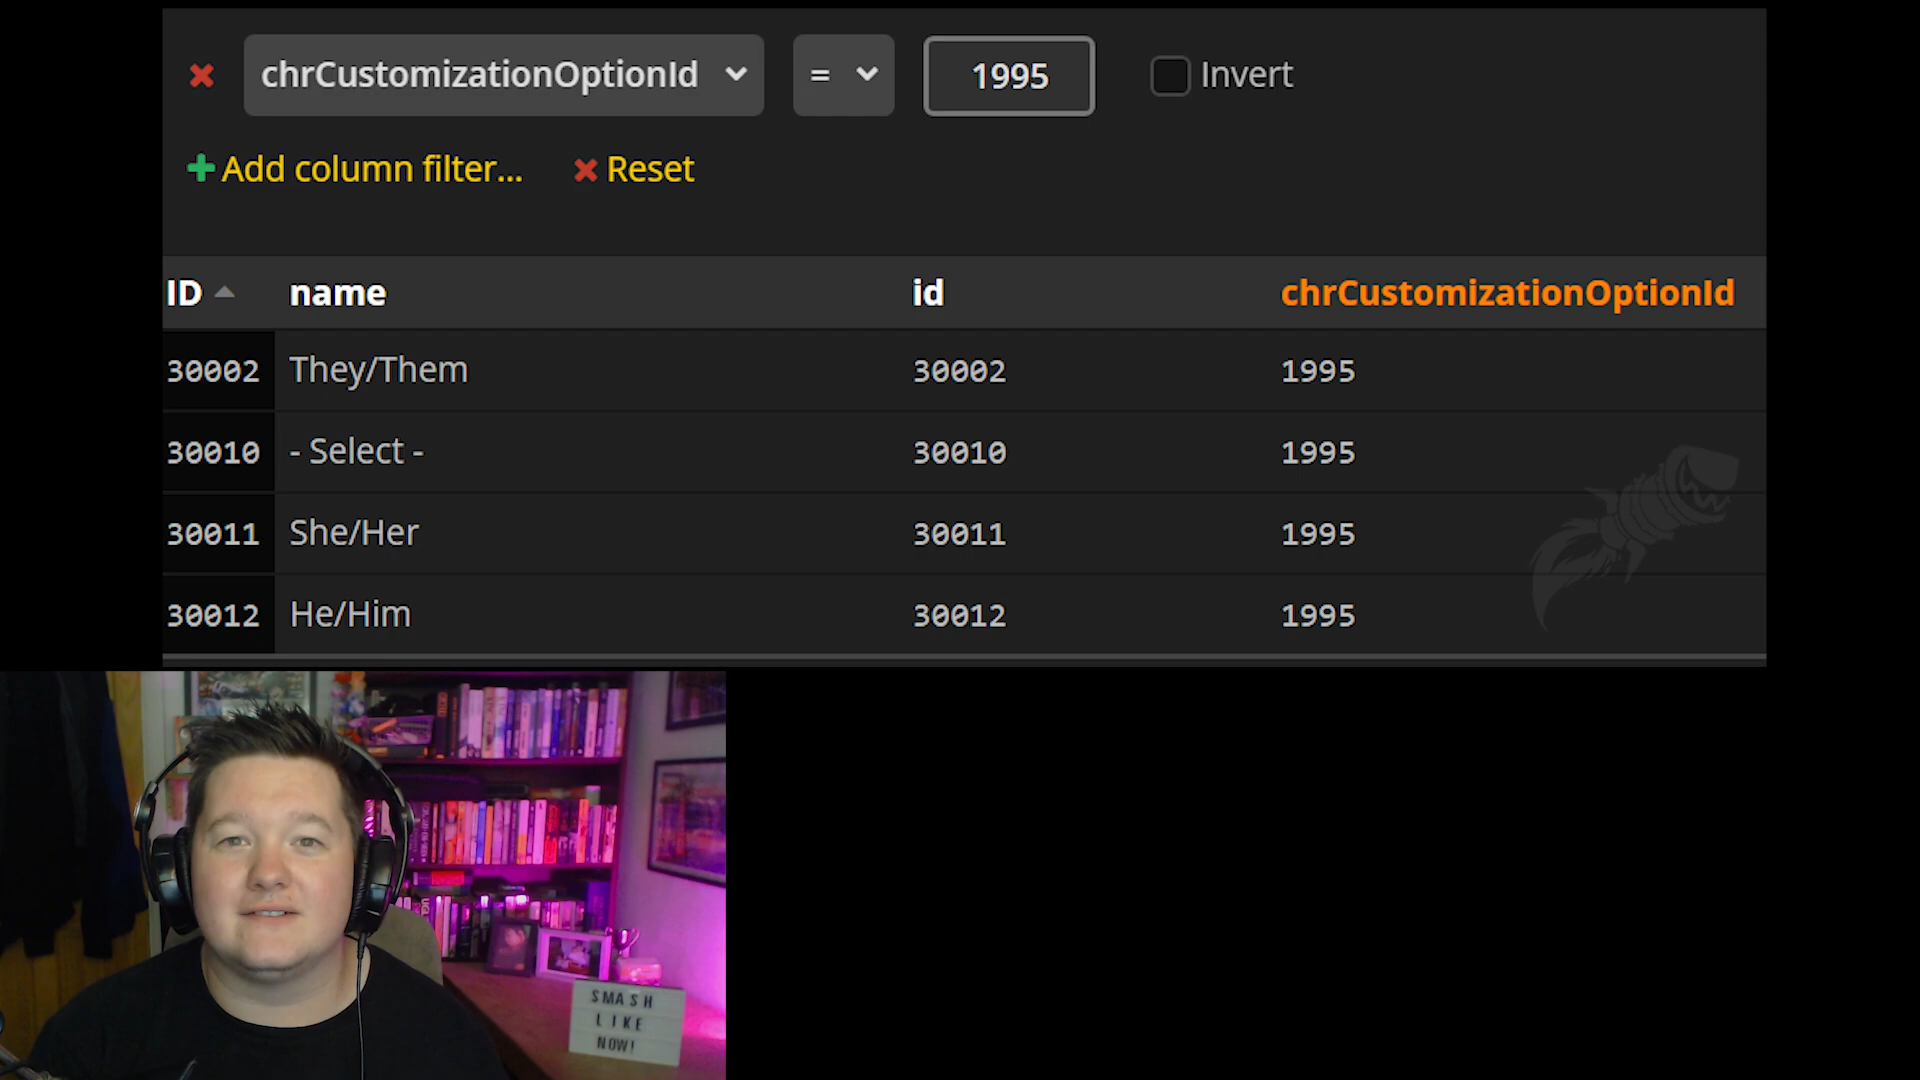 chrCustomizationOptionId = 1995 Invert
Add column filter... Reset
ID name id chrCustomizationOptionId
30002 They/Them 30002 1995
30010 - Select - 30010 1995
30011 She/Her 30011 1995
30012 He/Him 30012 1995
SMASH
LIKE
NOW!